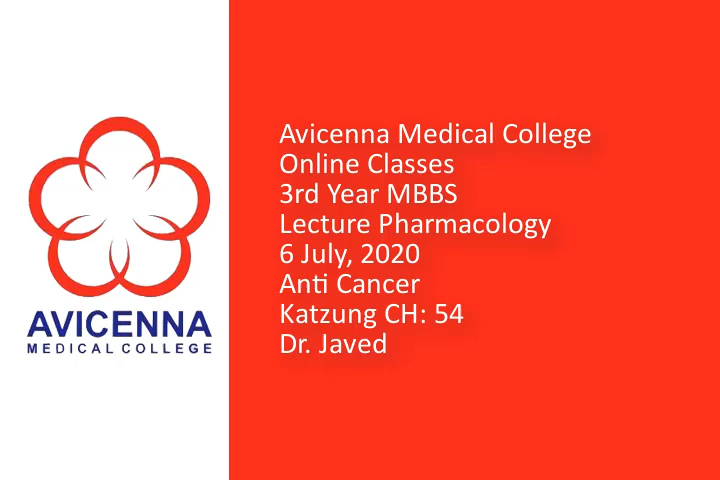 AVICENNA
MEDICAL COLLEGE
Avicenna Medical College
Online Classes
3rd Year MBBS
Lecture Pharmacology
6 July, 2020
Anti Cancer
Katzung CH: 54
Dr. Javed